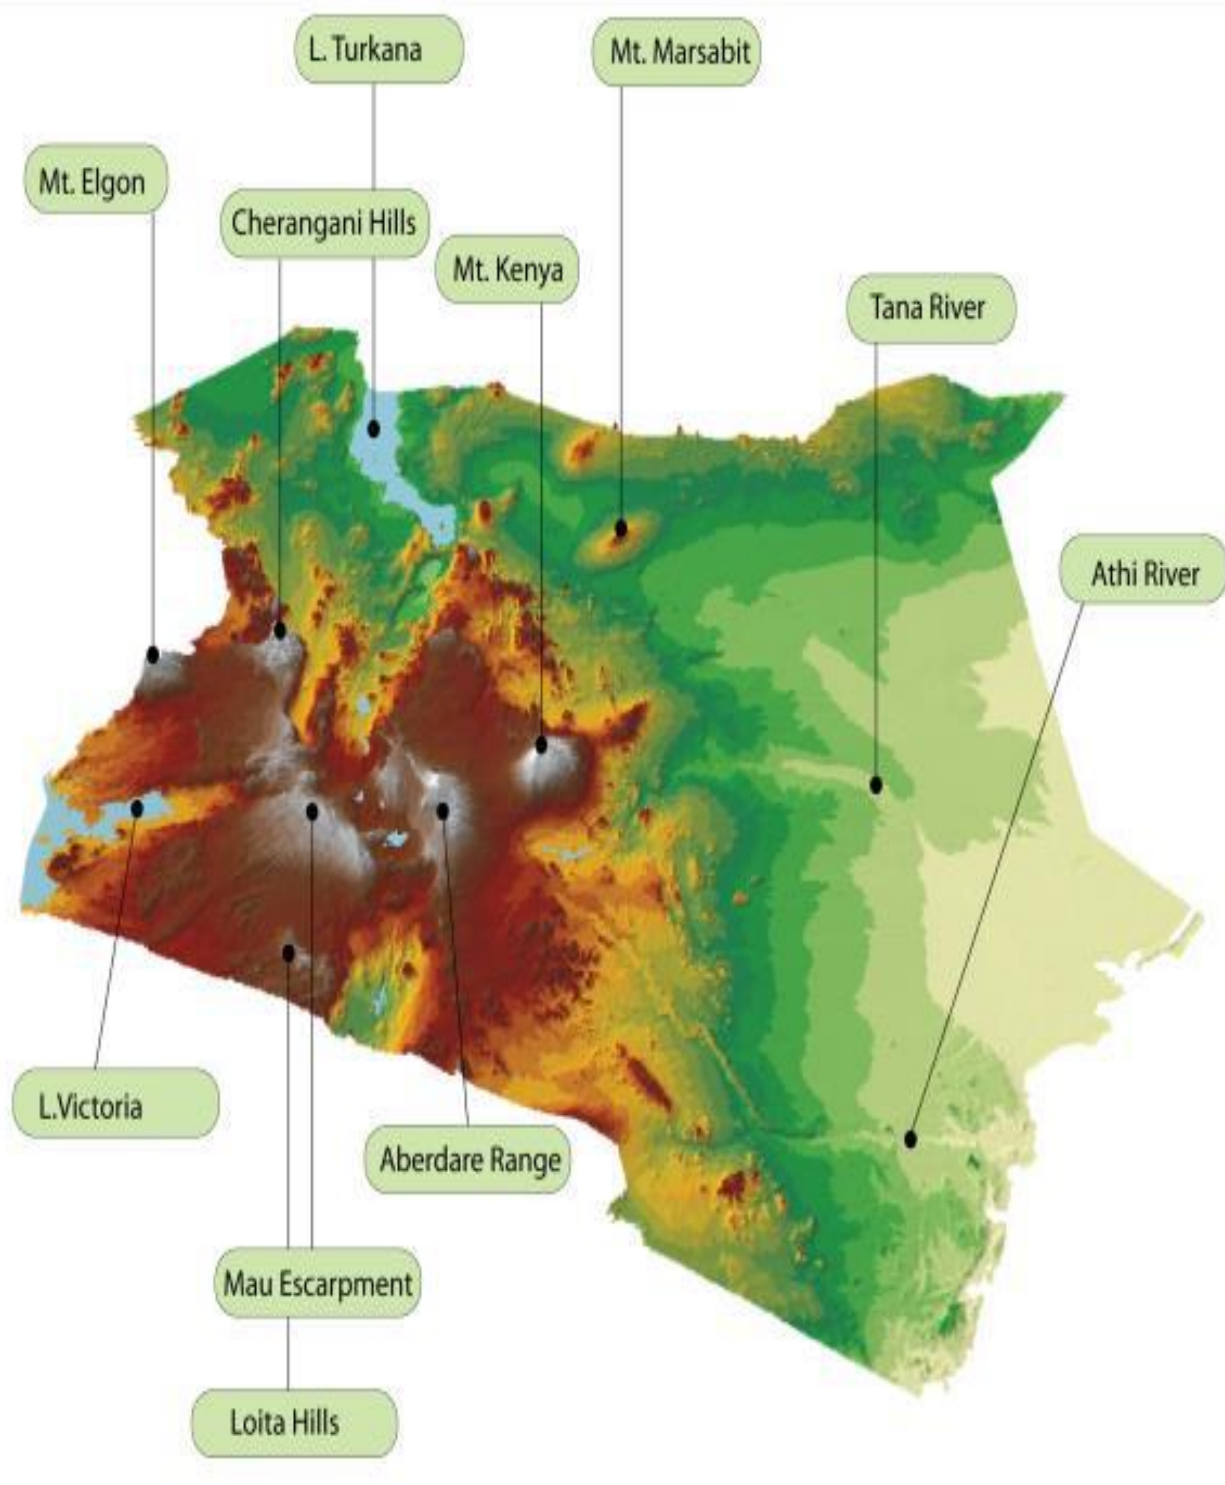 L. Turkana
Mt. Marsabit
Mt. Elgon
Cherangani Hills
Mt. Kenya
Tana River
Athi River
L.Victoria
Aberdare Range
Mau Escarpment
Loita Hills